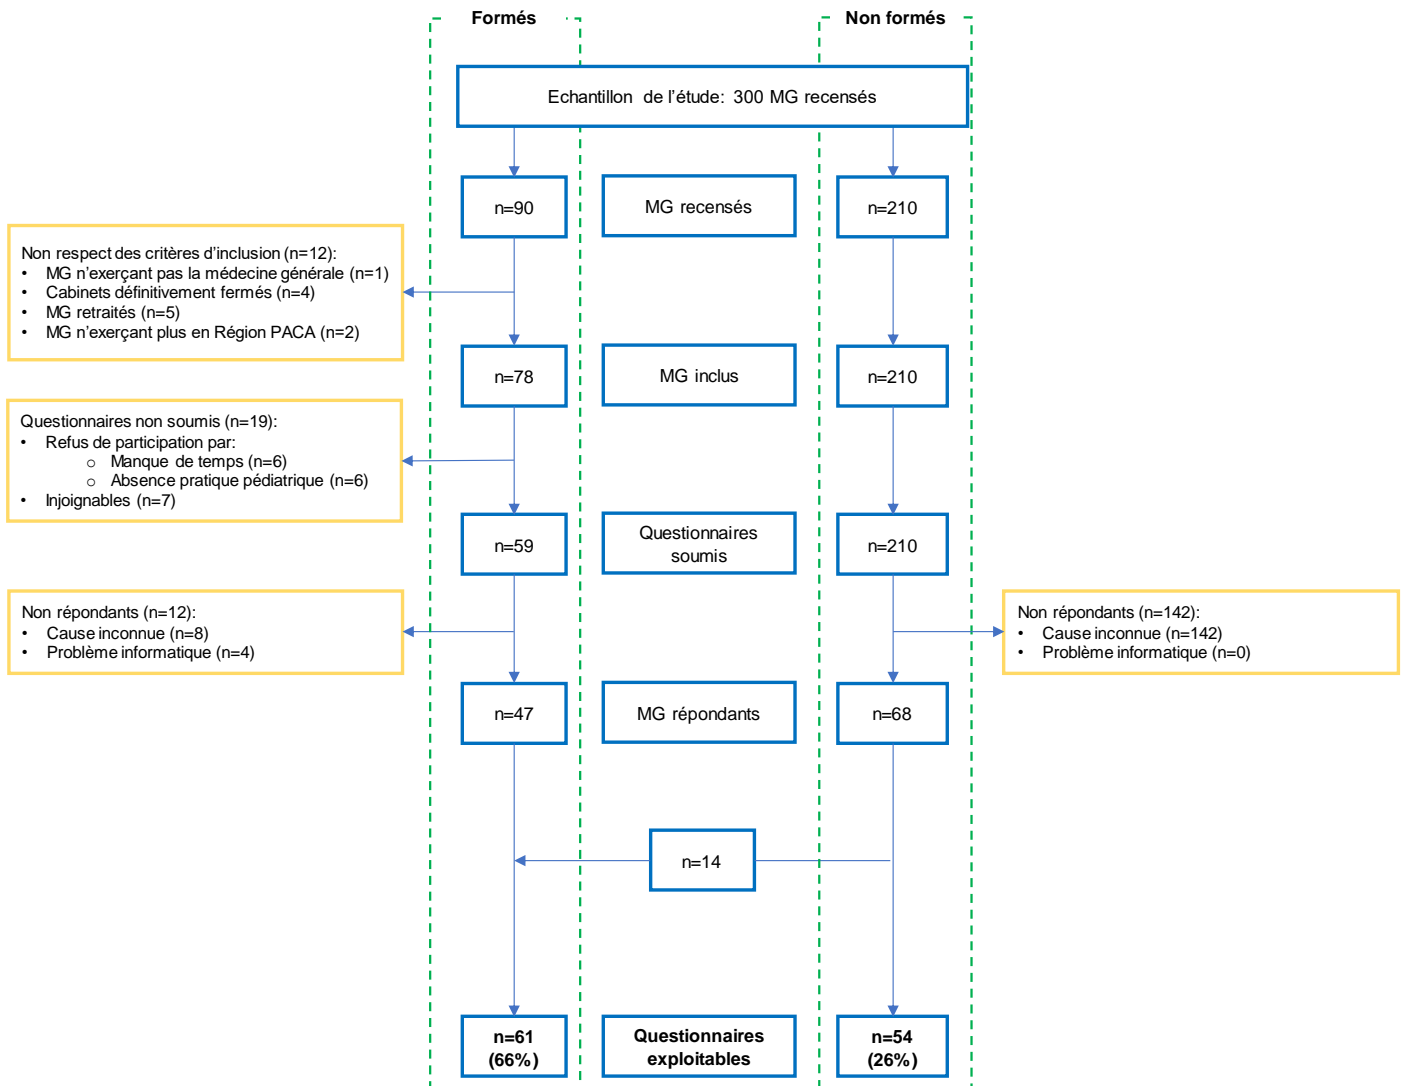 Formés
Non formés
Echantillon de l’étude: 300 MG recensés
n=90
MG recensés
n=210
Non respect des critères d’inclusion (n=12):
• MG n’exerçant pas la médecine générale (n=1)
• Cabinets définitivement fermés (n=4)
• MG retraités (n=5)
• MG n’exerçant plus en Région PACA (n=2)
n=78
MG inclus
n=210
Questionnaires non soumis (n=19):
• Refus de participation par:
o Manque de temps (n=6)
o Absence pratique pédiatrique (n=6)
• Injoignables (n=7)
n=59
Questionnaires
soumis
n=210
Non répondants (n=12):
• Cause inconnue (n=8)
• Problème informatique (n=4)
Non répondants (n=142):
• Cause inconnue (n=142)
• Problème informatique (n=0)
n=47
MG répondants
n=68
n=14
n=61
(66%)
Questionnaires
exploitables
n=54
(26%)